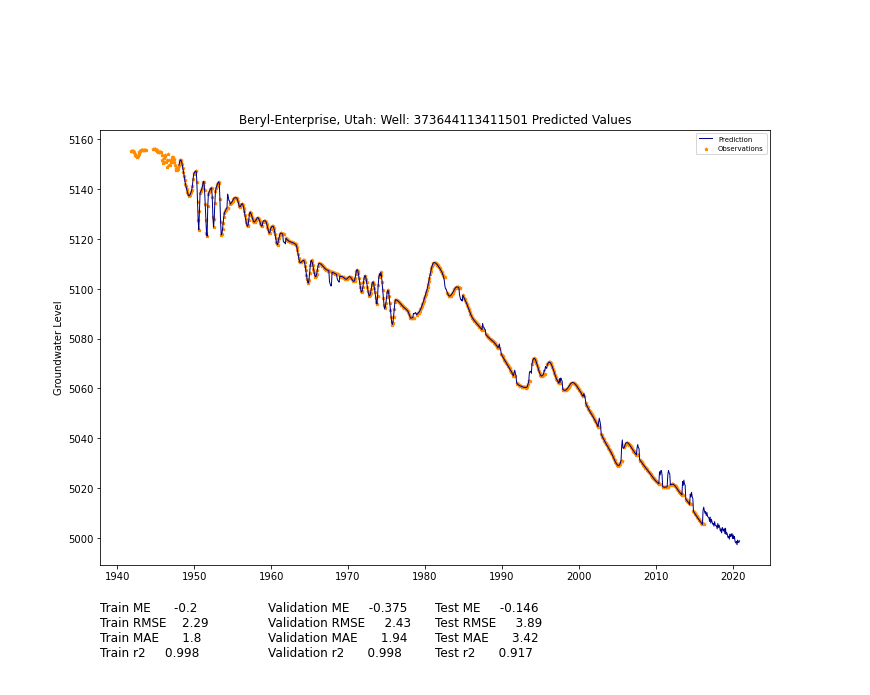 Beryl-Enterprise, Utah: Well: 373644113411501 Predicted Values
Prediction
Observations
Groundwater Level
5160
5140
5120
5100
5080
5060
5040
5020
5000
1940 1950 1960 1970 1980 1990 2000 2010 2020
Train ME -0.2 Validation ME -0.375 Test ME -0.146
Train RMSE 2.29 Validation RMSE 2.43 Test RMSE 3.89
Train MAE 1.8 Validation MAE 1.94 Test MAE 3.42
Train r2 0.998 Validation r2 0.998 Test r2 0.917